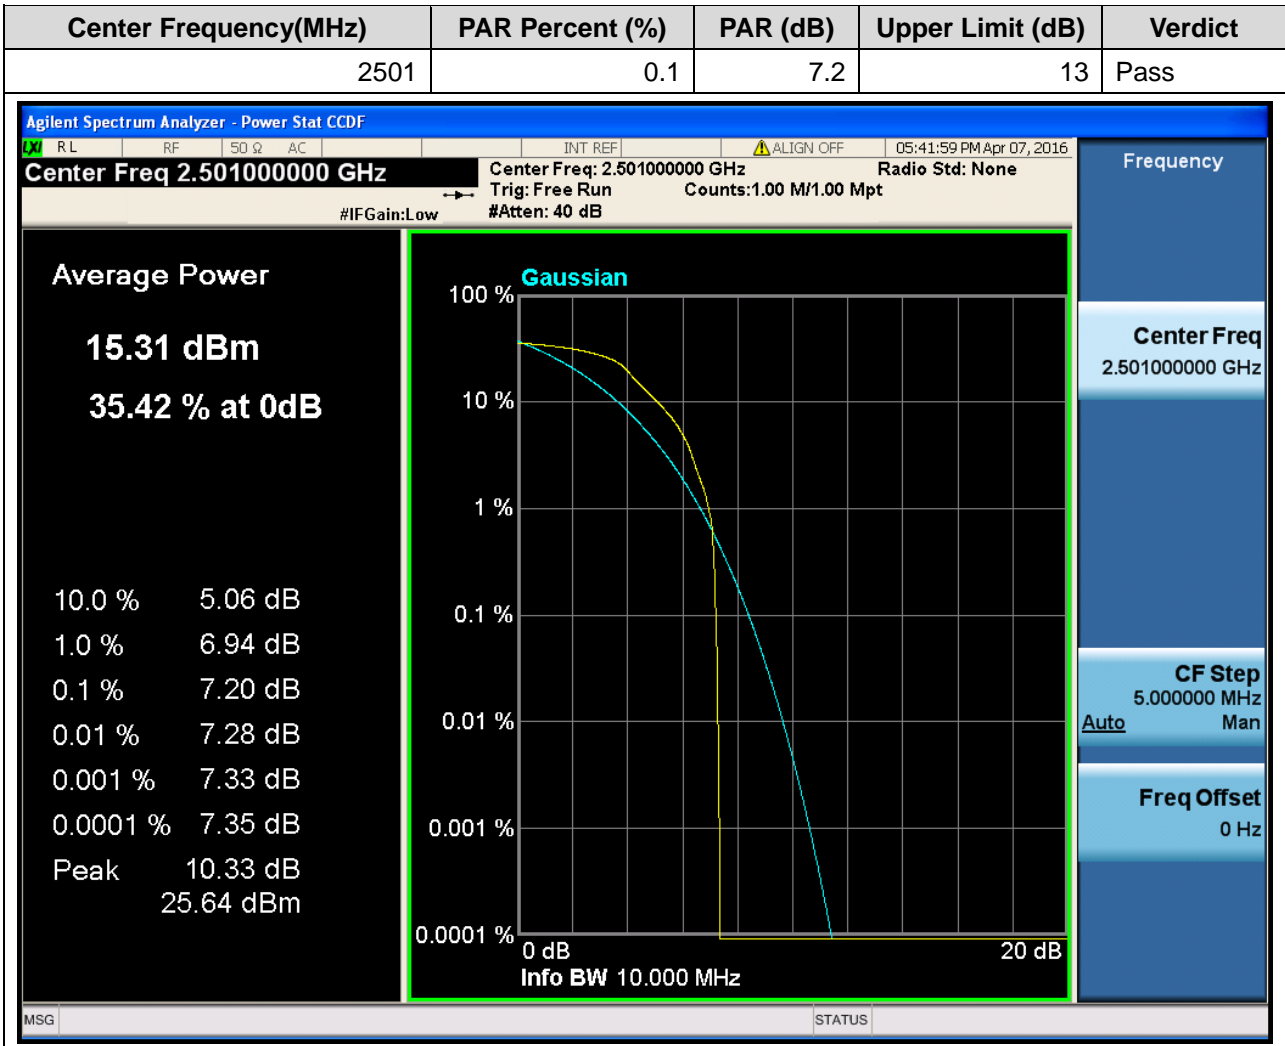 Center Frequency(MHz) PAR Percent (%) PAR (dB) Upper Limit (dB) Verdict
2501 0.1 7.2 13 Pass
Agilent Spectrum Analyzer - Power Stat CCDF
LXI RL RF 50 Ω AC INT REF ALIGN OFF 05:41:59 PM Apr 07, 2016
Center Freq 2.501000000 GHz
#IFGain:Low
Center Freq: 2.501000000 GHz Radio Std: None
Trig: Free Run Counts:1.00 M/1.00 Mpt
#Atten: 40 dB
Average Power
15.31 dBm
35.42 % at 0dB
10.0 % 5.06 dB
1.0 % 6.94 dB
0.1 % 7.20 dB
0.01 % 7.28 dB
0.001 % 7.33 dB
0.0001 % 7.35 dB
Peak 10.33 dB
25.64 dBm
Gaussian
100 %
10 %
1 %
0.1 %
0.01 %
0.001 %
0.0001 %
0 dB 20 dB
Info BW 10.000 MHz
Frequency
Center Freq
2.501000000 GHz
CF Step
5.000000 MHz
Auto Man
Freq Offset
0 Hz
MSG STATUS